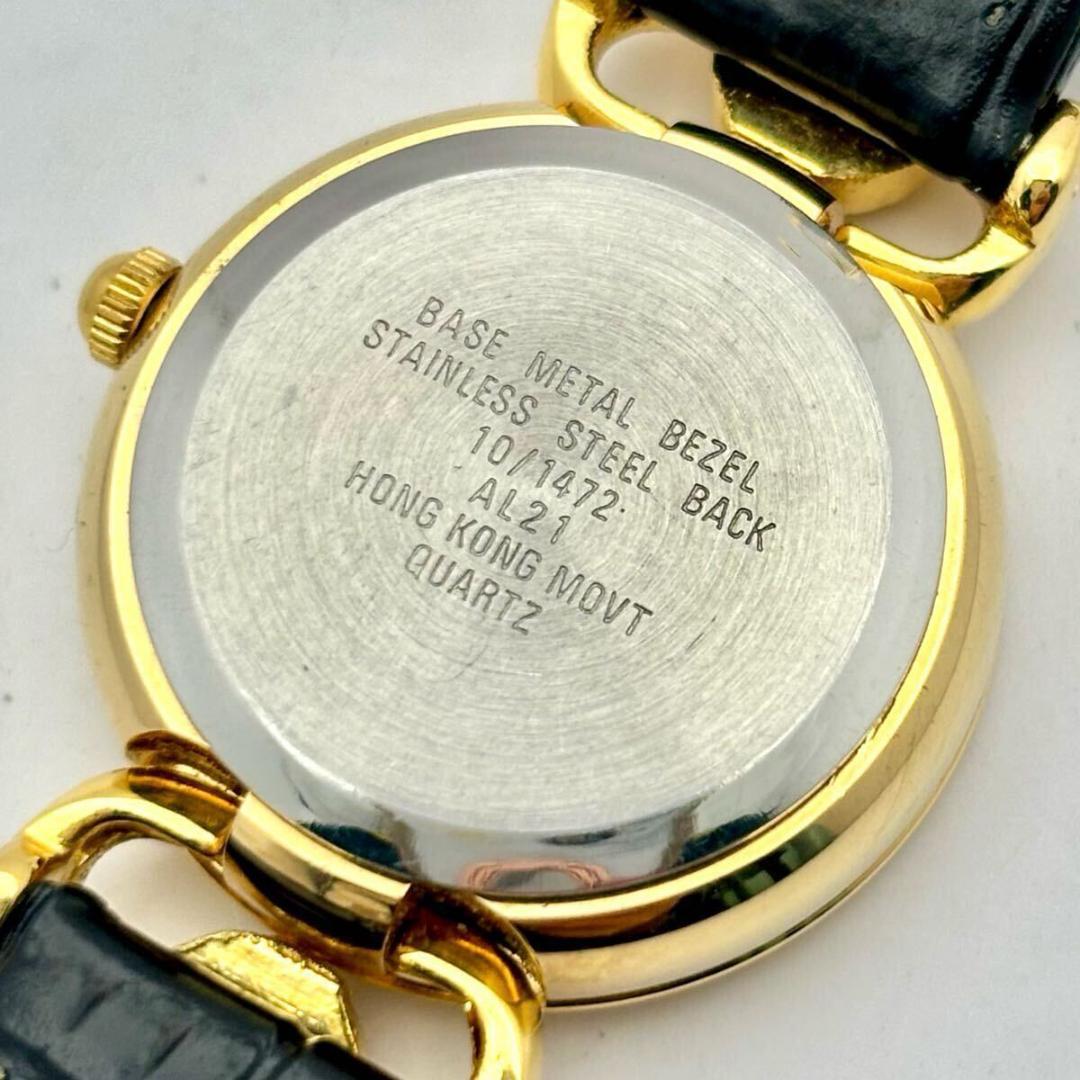 BASE METAL BEZEL
STAINLESS STEEL BACK
10/1472
AL21
HONG KONG MOVT
QUARTZ